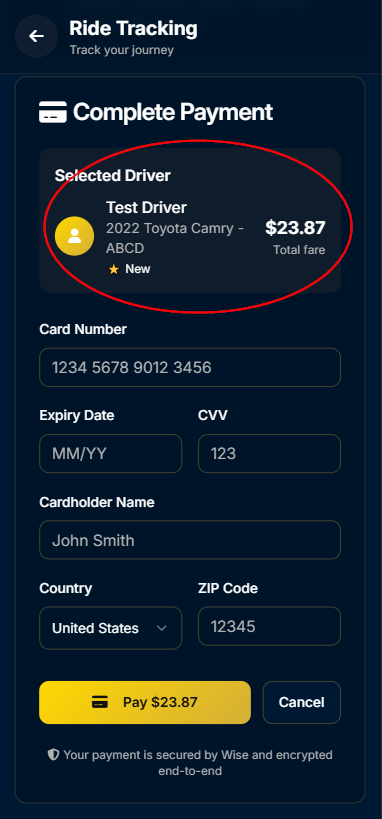 Ride Tracking
Track your journey
Complete Payment
Selected Driver
Test Driver
2022 Toyota Camry -
ABCD
$23.87
Total fare
New
Card Number
1234 5678 9012 3456
Expiry Date
CVV
MM/YY
123
Cardholder Name
John Smith
Country
ZIP Code
United States
12345
Pay $23.87
Cancel
Your payment is secured by Wise and encrypted
end-to-end